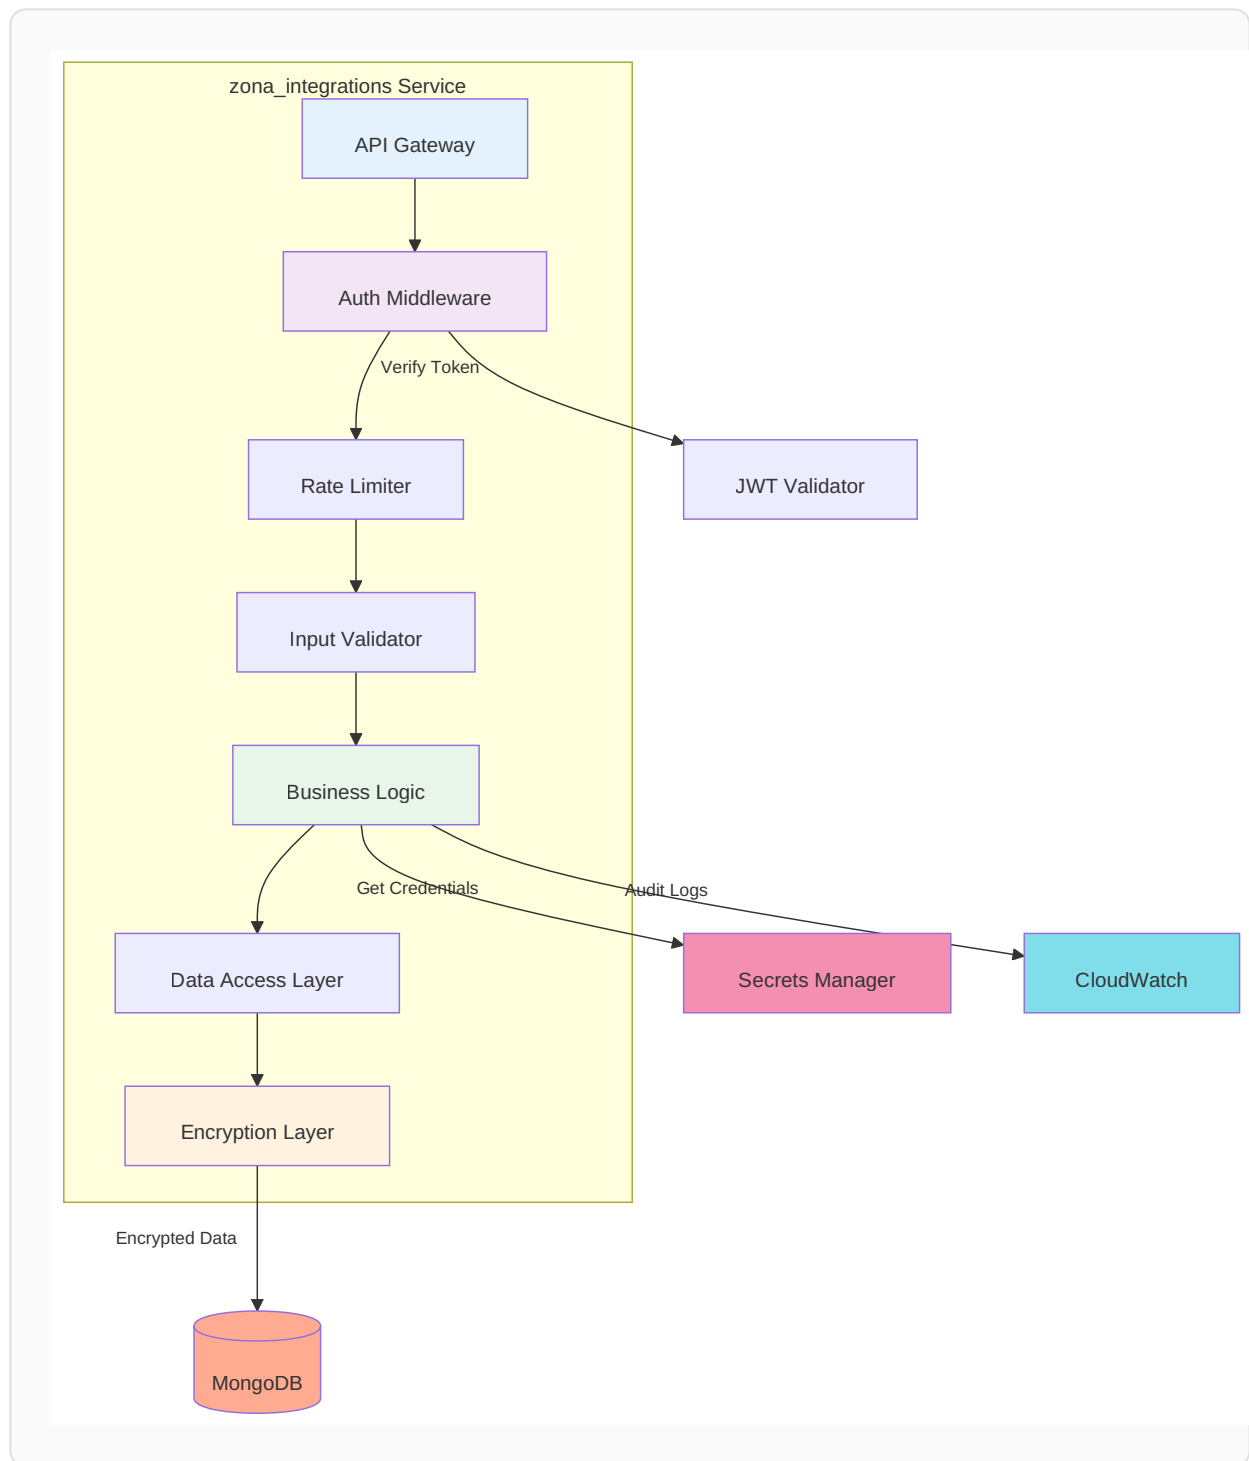 zona_integrations Service
API Gateway
Auth Middleware
Verify Token
Rate Limiter
JWT Validator
Input Validator
Business Logic
Get Credentials
Audit Logs
Data Access Layer
Secrets Manager
CloudWatch
Encryption Layer
Encrypted Data
MongoDB